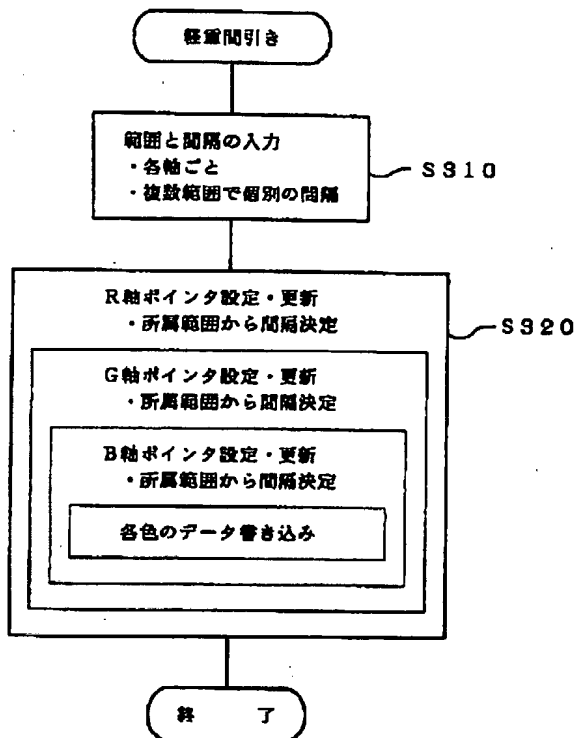 軽重間引き
範囲と間隔の入力
・各軸ごと
・複数範囲で個別の間隔
S310
R軸ポインタ設定・更新
・所属範囲から間隔決定
S320
G軸ポインタ設定・更新
・所属範囲から間隔決定
B軸ポインタ設定・更新
・所属範囲から間隔決定
各色のデータ書き込み
終 了